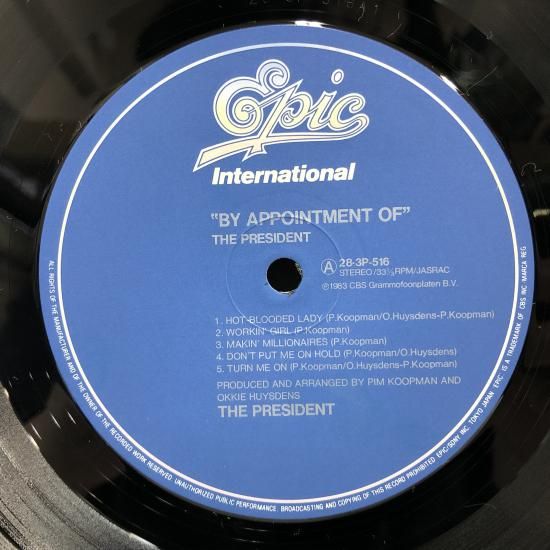 Epic
International
"BY APPOINTMENT OF"
THE PRESIDENT
A 28·3P-516
STEREO/33⅓RPM/JASRAC
℗1983 CBS Grammofoonplaten B.V.
1. HOT-BLOODED LADY (P.Koopman/O.Huysdens-P.Koopman)
2. WORKIN' GIRL (P.Koopman)
3. MAKIN' MILLIONAIRES (P.Koopman)
4. DON'T PUT ME ON HOLD (P.Koopman/O.Huysdens)
5. TURN ME ON (P.Koopman/O.Huysdens-P.Koopman)
PRODUCED AND ARRANGED BY PIM KOOPMAN AND
OKKIE HUYSDENS
THE PRESIDENT
ALL RIGHTS OF THE MANUFACTURER AND OF THE OWNER OF THE RECORDED WORK RESERVED UNAUTHORIZED PUBLIC PERFORMANCE. BROADCASTING AND COPYING OF THIS RECORD PROHIBITED EPIC/SONY INC. TOKYO JAPAN 'EPIC' IS A TRADEMARK OF CBS INC MARCA REG